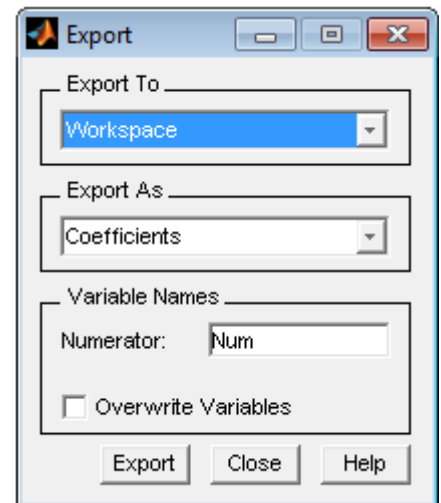 Export
Export To
Workspace
Export As
Coefficients
Variable Names
Numerator: Num
Overwrite Variables
Export Close Help